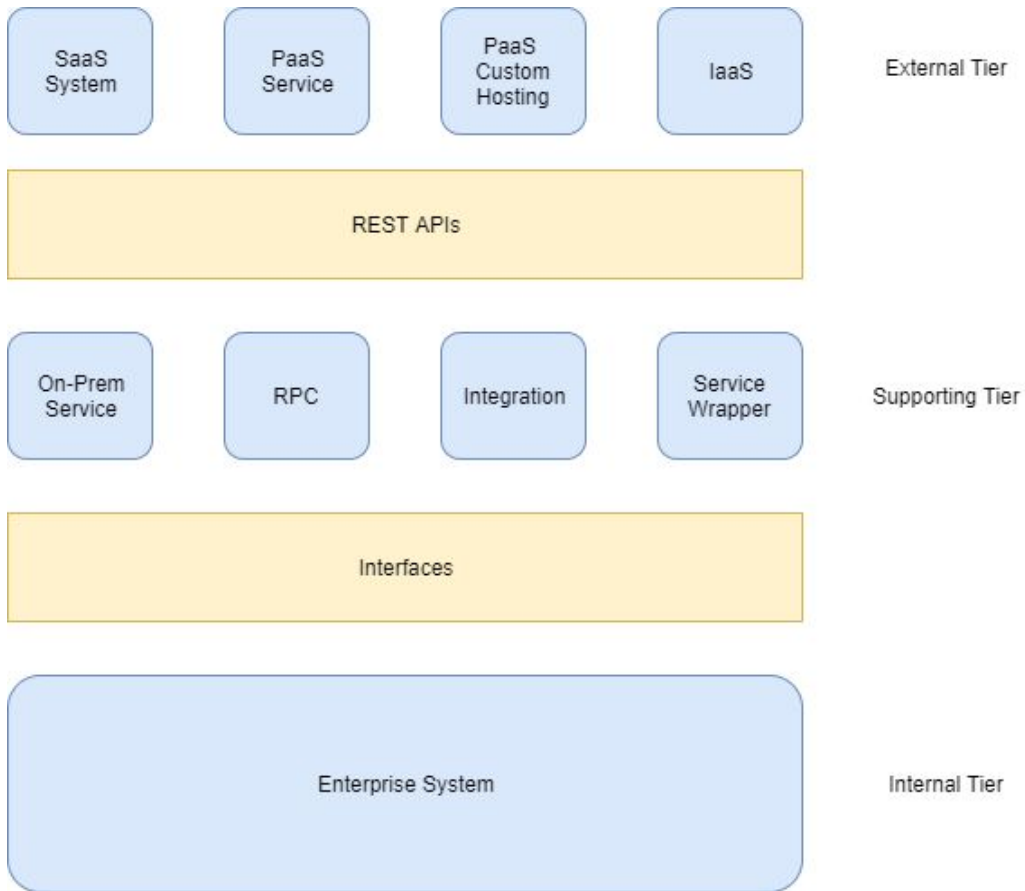 SaaS
System
PaaS
Service
PaaS
Custom
Hosting
IaaS
External Tier
REST APIs
On-Prem
Service
RPC
Integration
Service
Wrapper
Supporting Tier
Interfaces
Enterprise System
Internal Tier